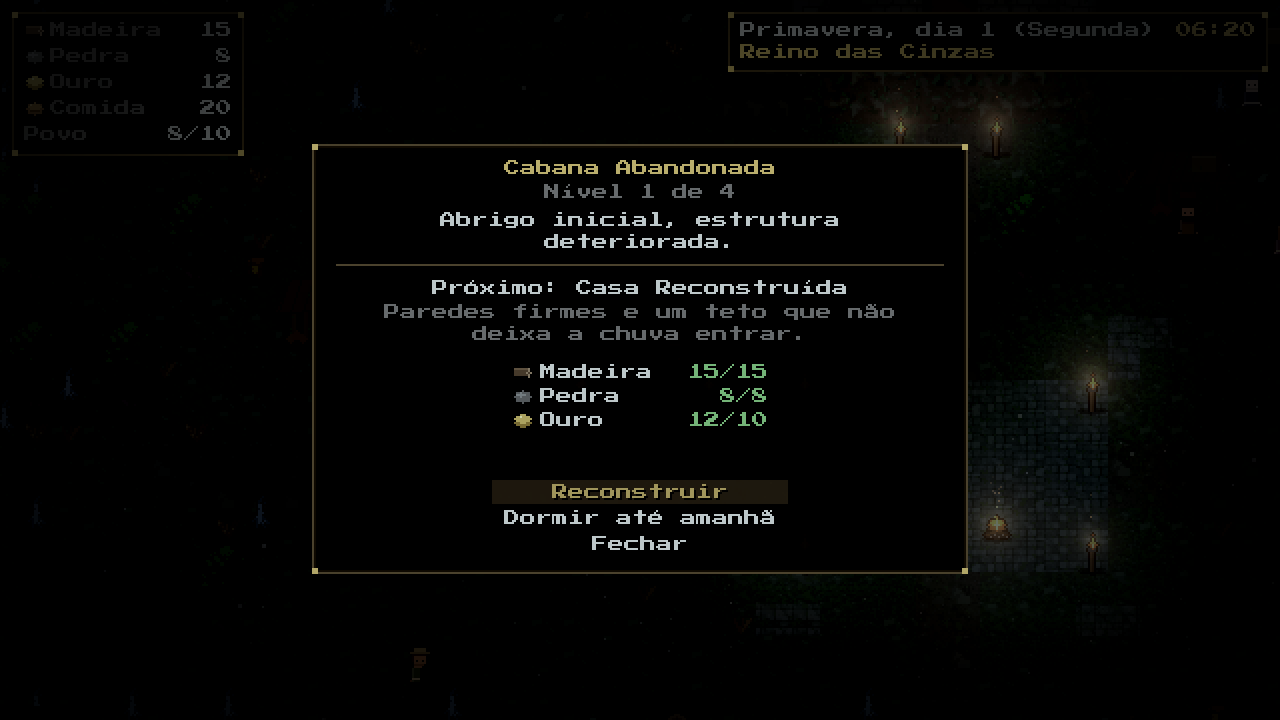 Madeira 15
Pedra 8
Ouro 12
Comida 20
Povo 8/10
Primavera, dia 1 (Segunda) 06:20
Reino das Cinzas
Cabana Abandonada
Nível 1 de 4
Abrigo inicial, estrutura
deteriorada.
Próximo: Casa Reconstruída
Paredes firmes e um teto que não
deixa a chuva entrar.
Madeira 15/15
Pedra 8/8
Ouro 12/10
Reconstruir
Dormir até amanhã
Fechar